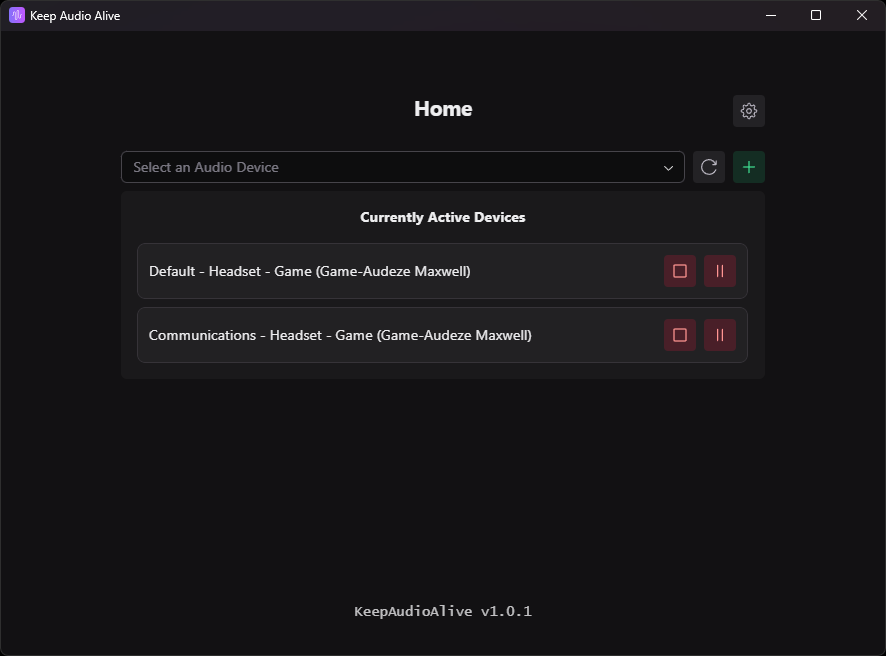 Keep Audio Alive
Home
Select an Audio Device
Currently Active Devices
Default - Headset - Game (Game-Audeze Maxwell)
Communications - Headset - Game (Game-Audeze Maxwell)
KeepAudioAlive v1.0.1